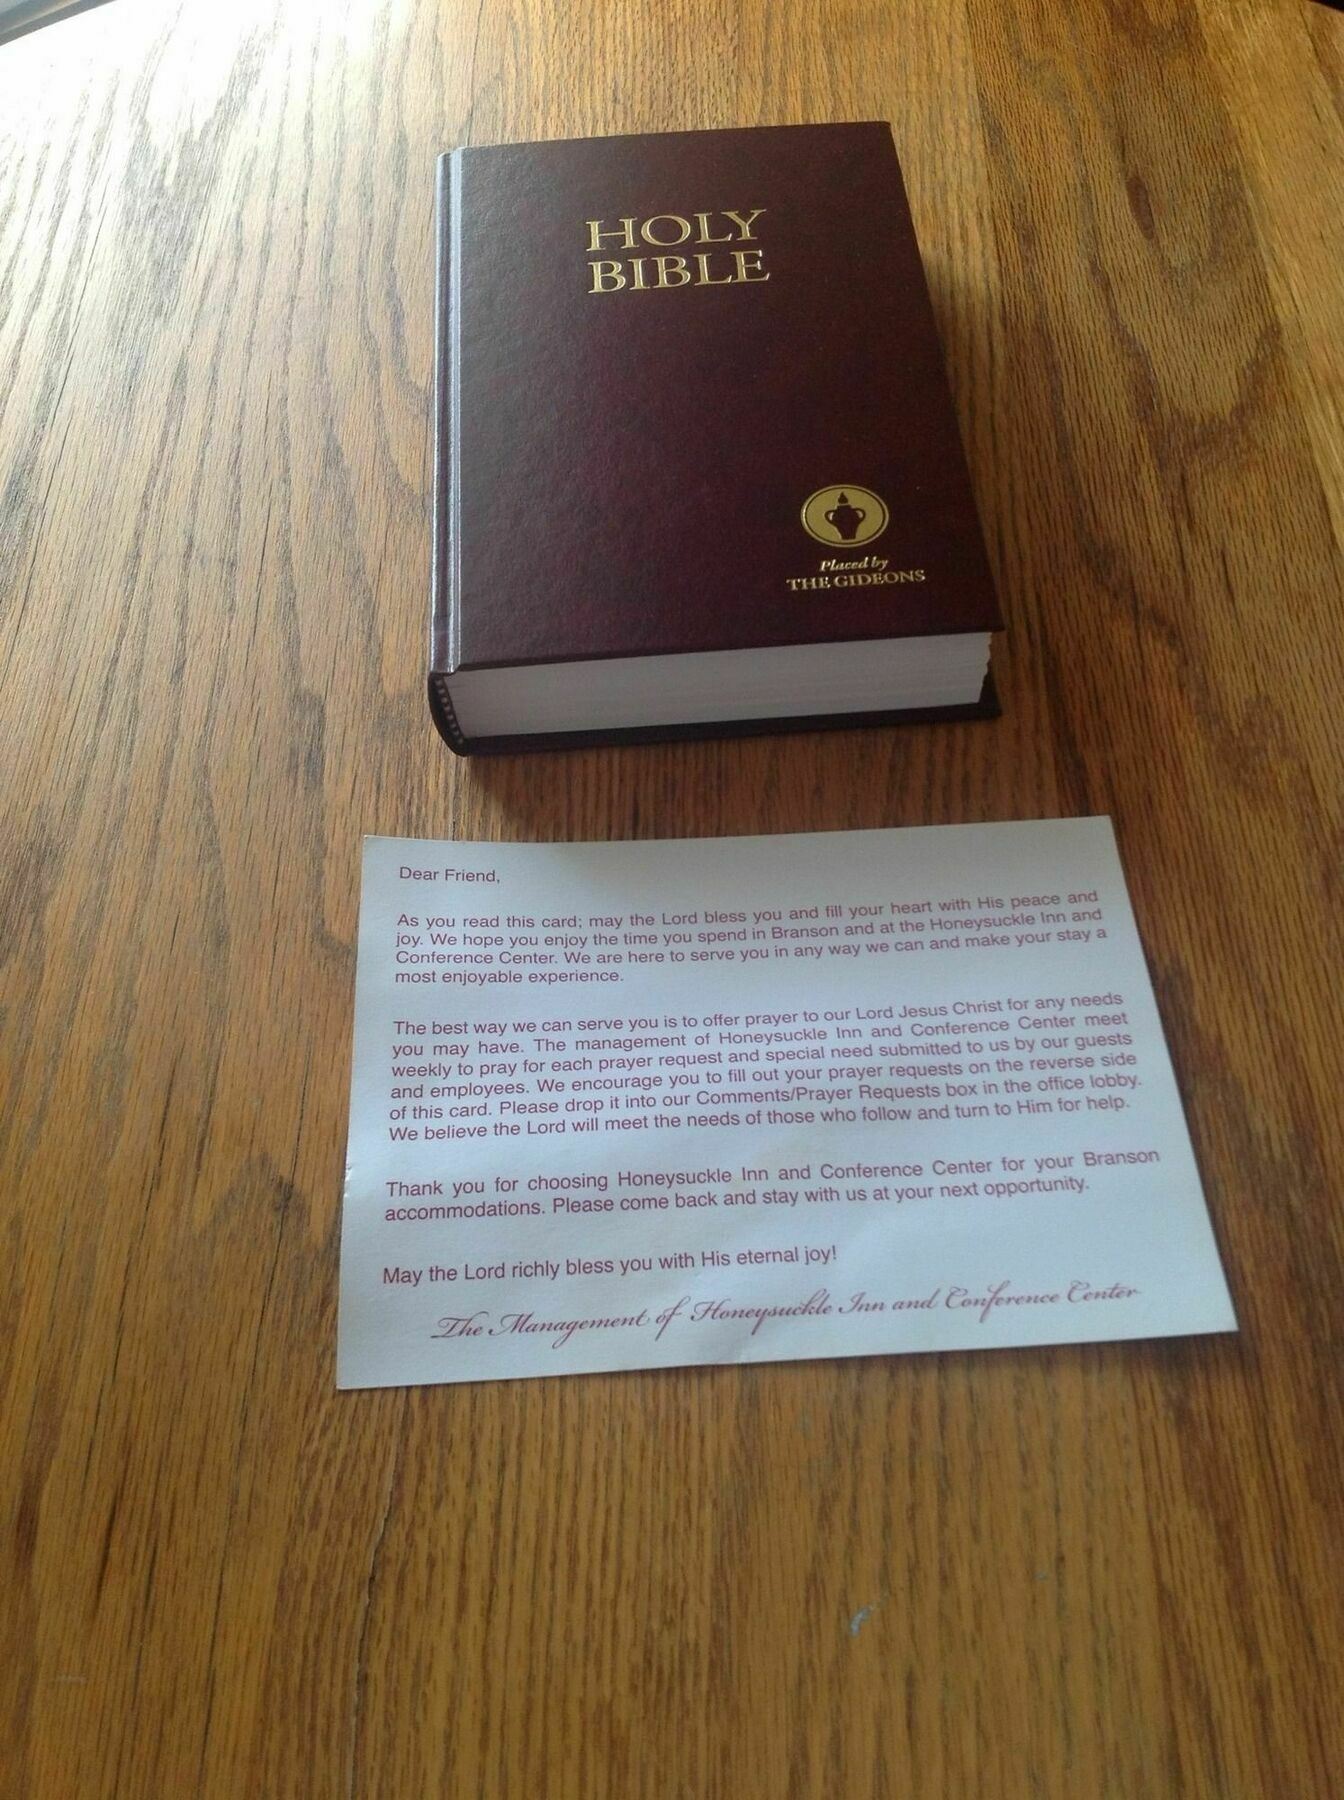 HOLY
BIBLE
Placed by
THE GIDEONS
Dear Friend,
As you read this card; may the Lord bless you and fill your heart with His peace and
joy. We hope you enjoy the time you spend in Branson and at the Honeysuckle Inn and
Conference Center. We are here to serve you in any way we can and make your stay a
most enjoyable experience.
The best way we can serve you is to offer prayer to our Lord Jesus Christ for any needs
you may have. The management of Honeysuckle Inn and Conference Center meet
weekly to pray for each prayer request and special need submitted to us by our guests
and employees. We encourage you to fill out your prayer requests on the reverse side
of this card. Please drop it into our Comments/Prayer Requests box in the office lobby.
We believe the Lord will meet the needs of those who follow and turn to Him for help.
Thank you for choosing Honeysuckle Inn and Conference Center for your Branson
accommodations. Please come back and stay with us at your next opportunity.
May the Lord richly bless you with His eternal joy!
The Management of Honeysuckle Inn and Conference Center